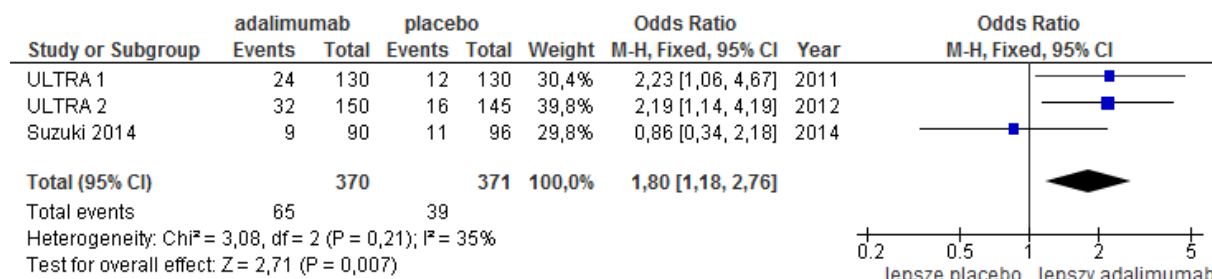 adalimumab placebo Odds Ratio Odds Ratio
Study or Subgroup Events Total Events Total Weight M-H, Fixed, 95% CI Year M-H, Fixed, 95% CI
ULTRA 1 24 130 12 130 30,4% 2,23 [1,06, 4,67] 2011
ULTRA 2 32 150 16 145 39,8% 2,19 [1,14, 4,19] 2012
Suzuki 2014 9 90 11 96 29,8% 0,86 [0,34, 2,18] 2014
Total (95% CI) 370 371 100,0% 1,80 [1,18, 2,76]
Total events 65 39
Heterogeneity: Chi² = 3,08, df = 2 (P = 0,21); I² = 35%
Test for overall effect: Z = 2,71 (P = 0,007)
0.2 0.5 1 2 5
lepsze placebo lepszy adalimumab